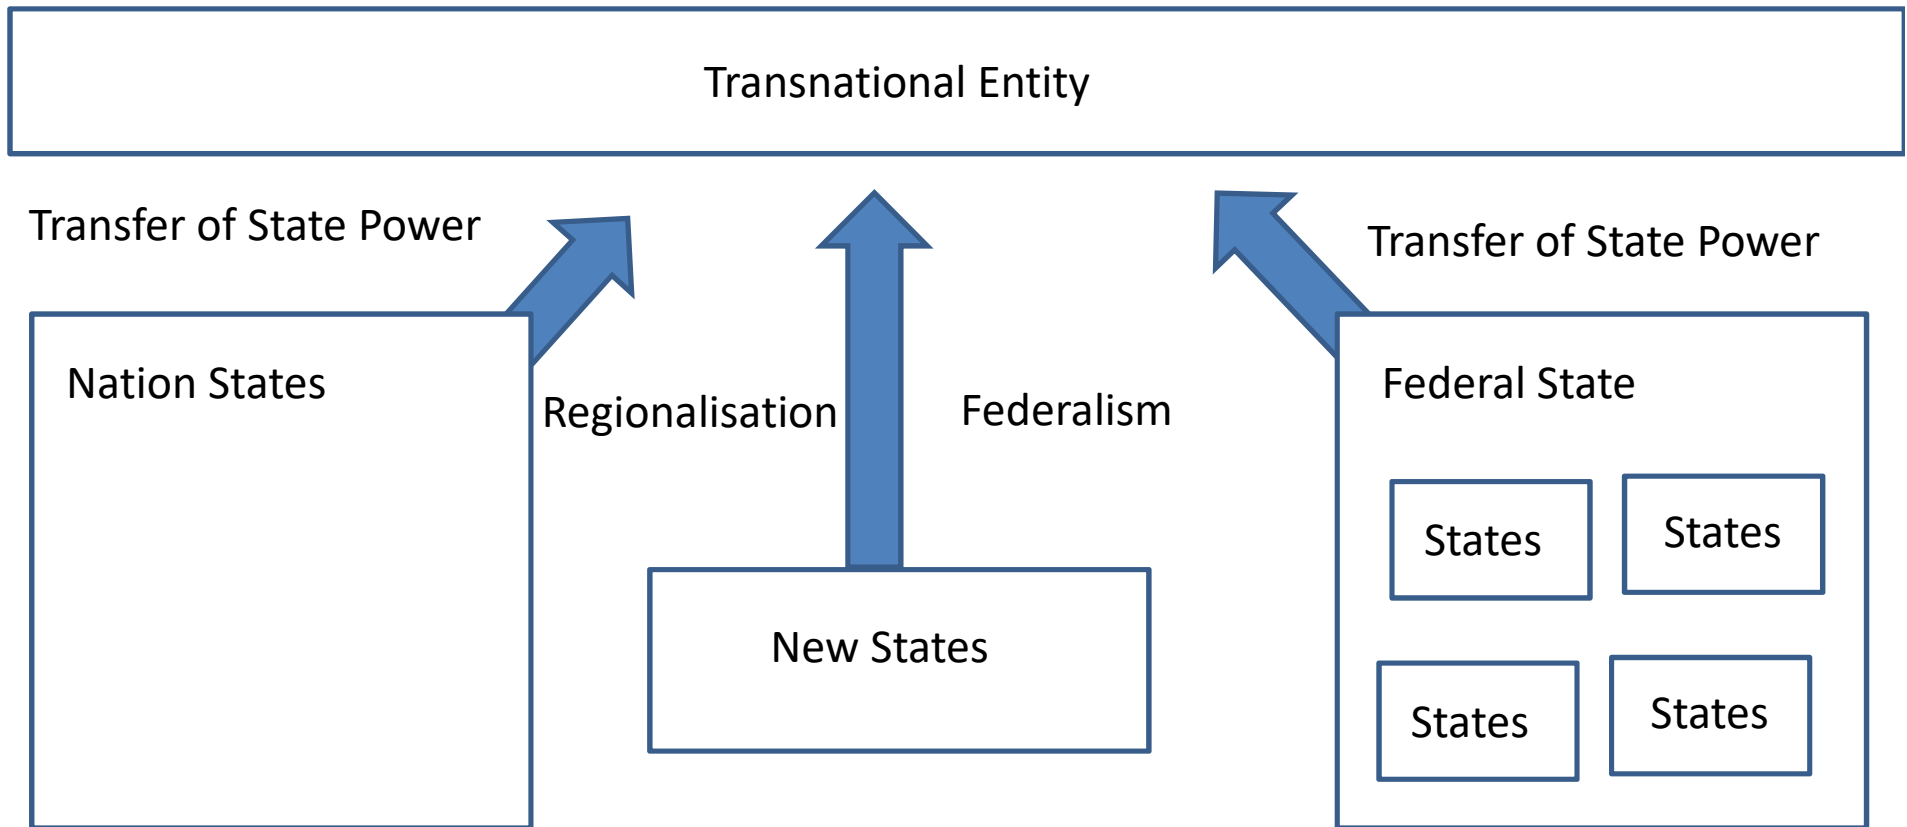 Transnational Entity
Transfer of State Power
Transfer of State Power
Nation States
Regionalisation
Federalism
Federal State
States
States
New States
States
States